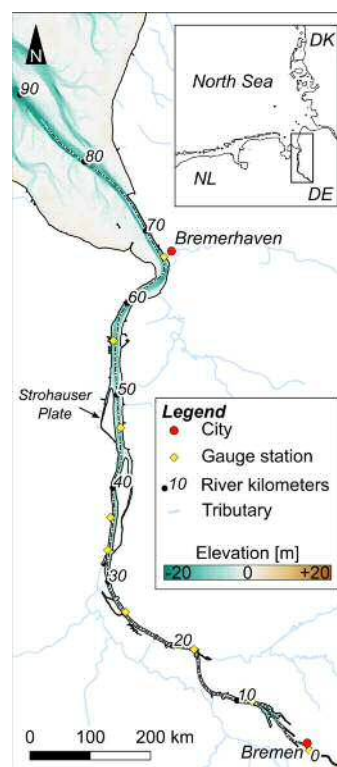 N
90
80
70
60
50
40
30
20
10
0
North Sea
DK
NL
DE
Bremerhaven
Strohauser
Plate
Legend
City
Gauge station
10 River kilometers
Tributary
Elevation [m]
-20 0 +20
Bremen
0 100 200 km